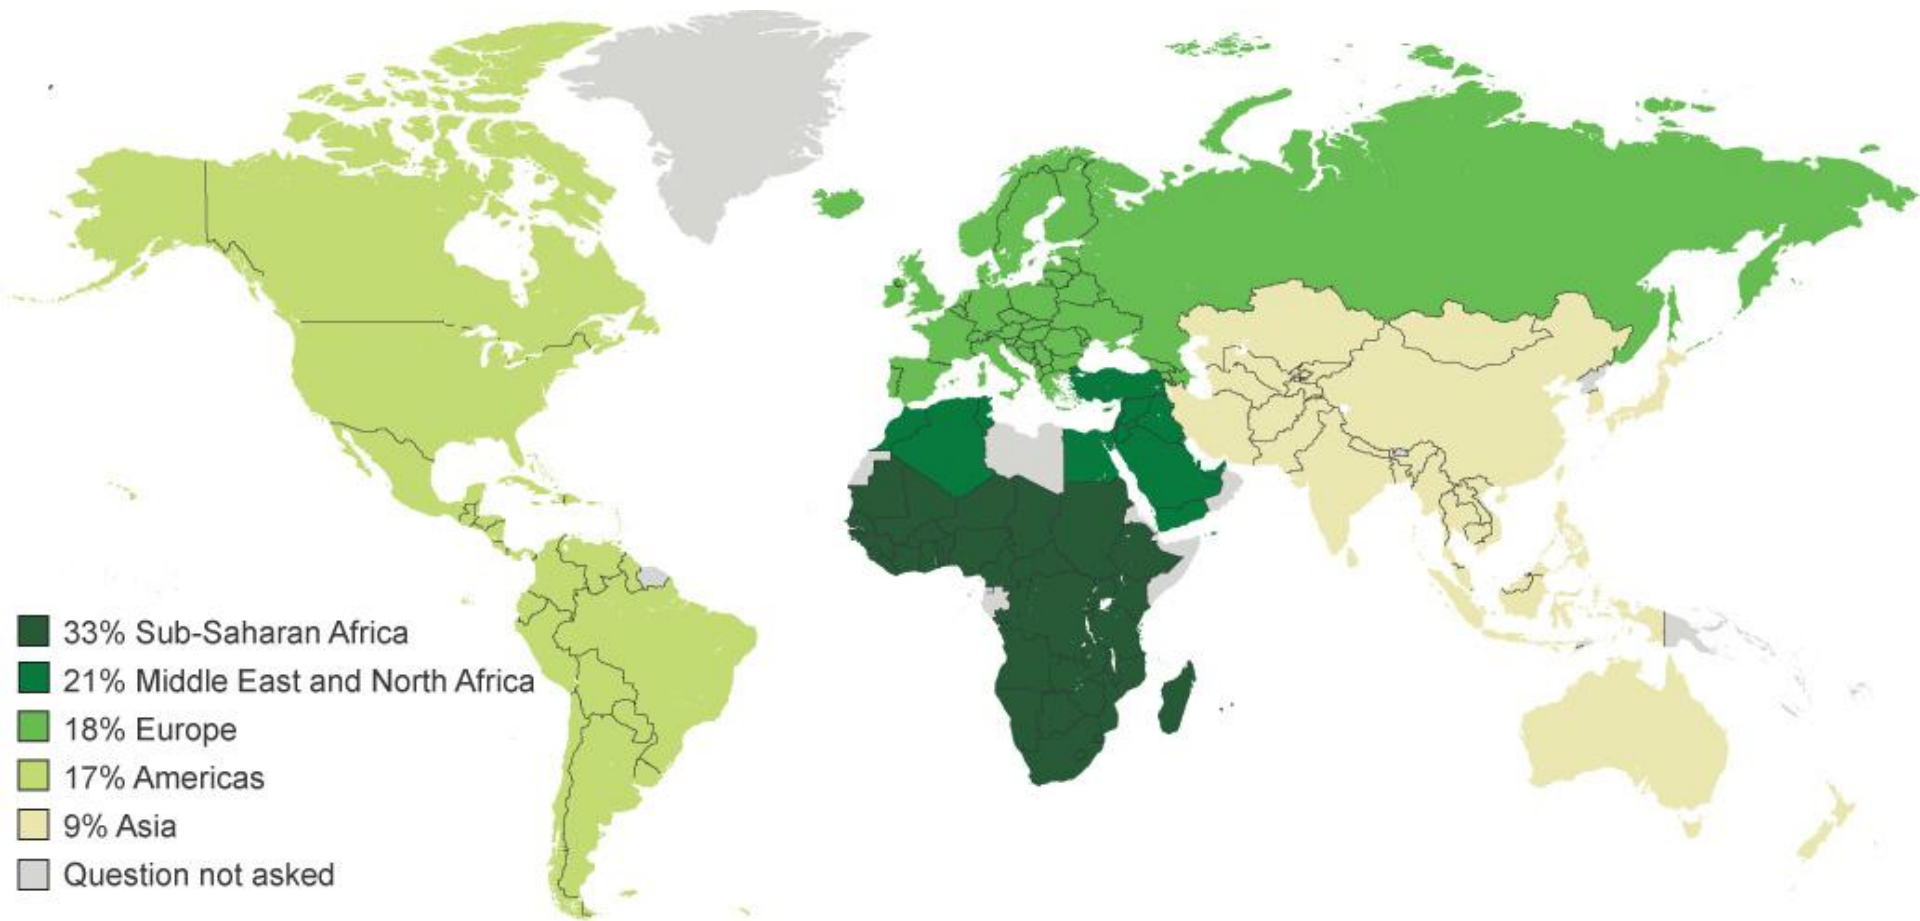 33% Sub-Saharan Africa
21% Middle East and North Africa
18% Europe
17% Americas
9% Asia
Question not asked